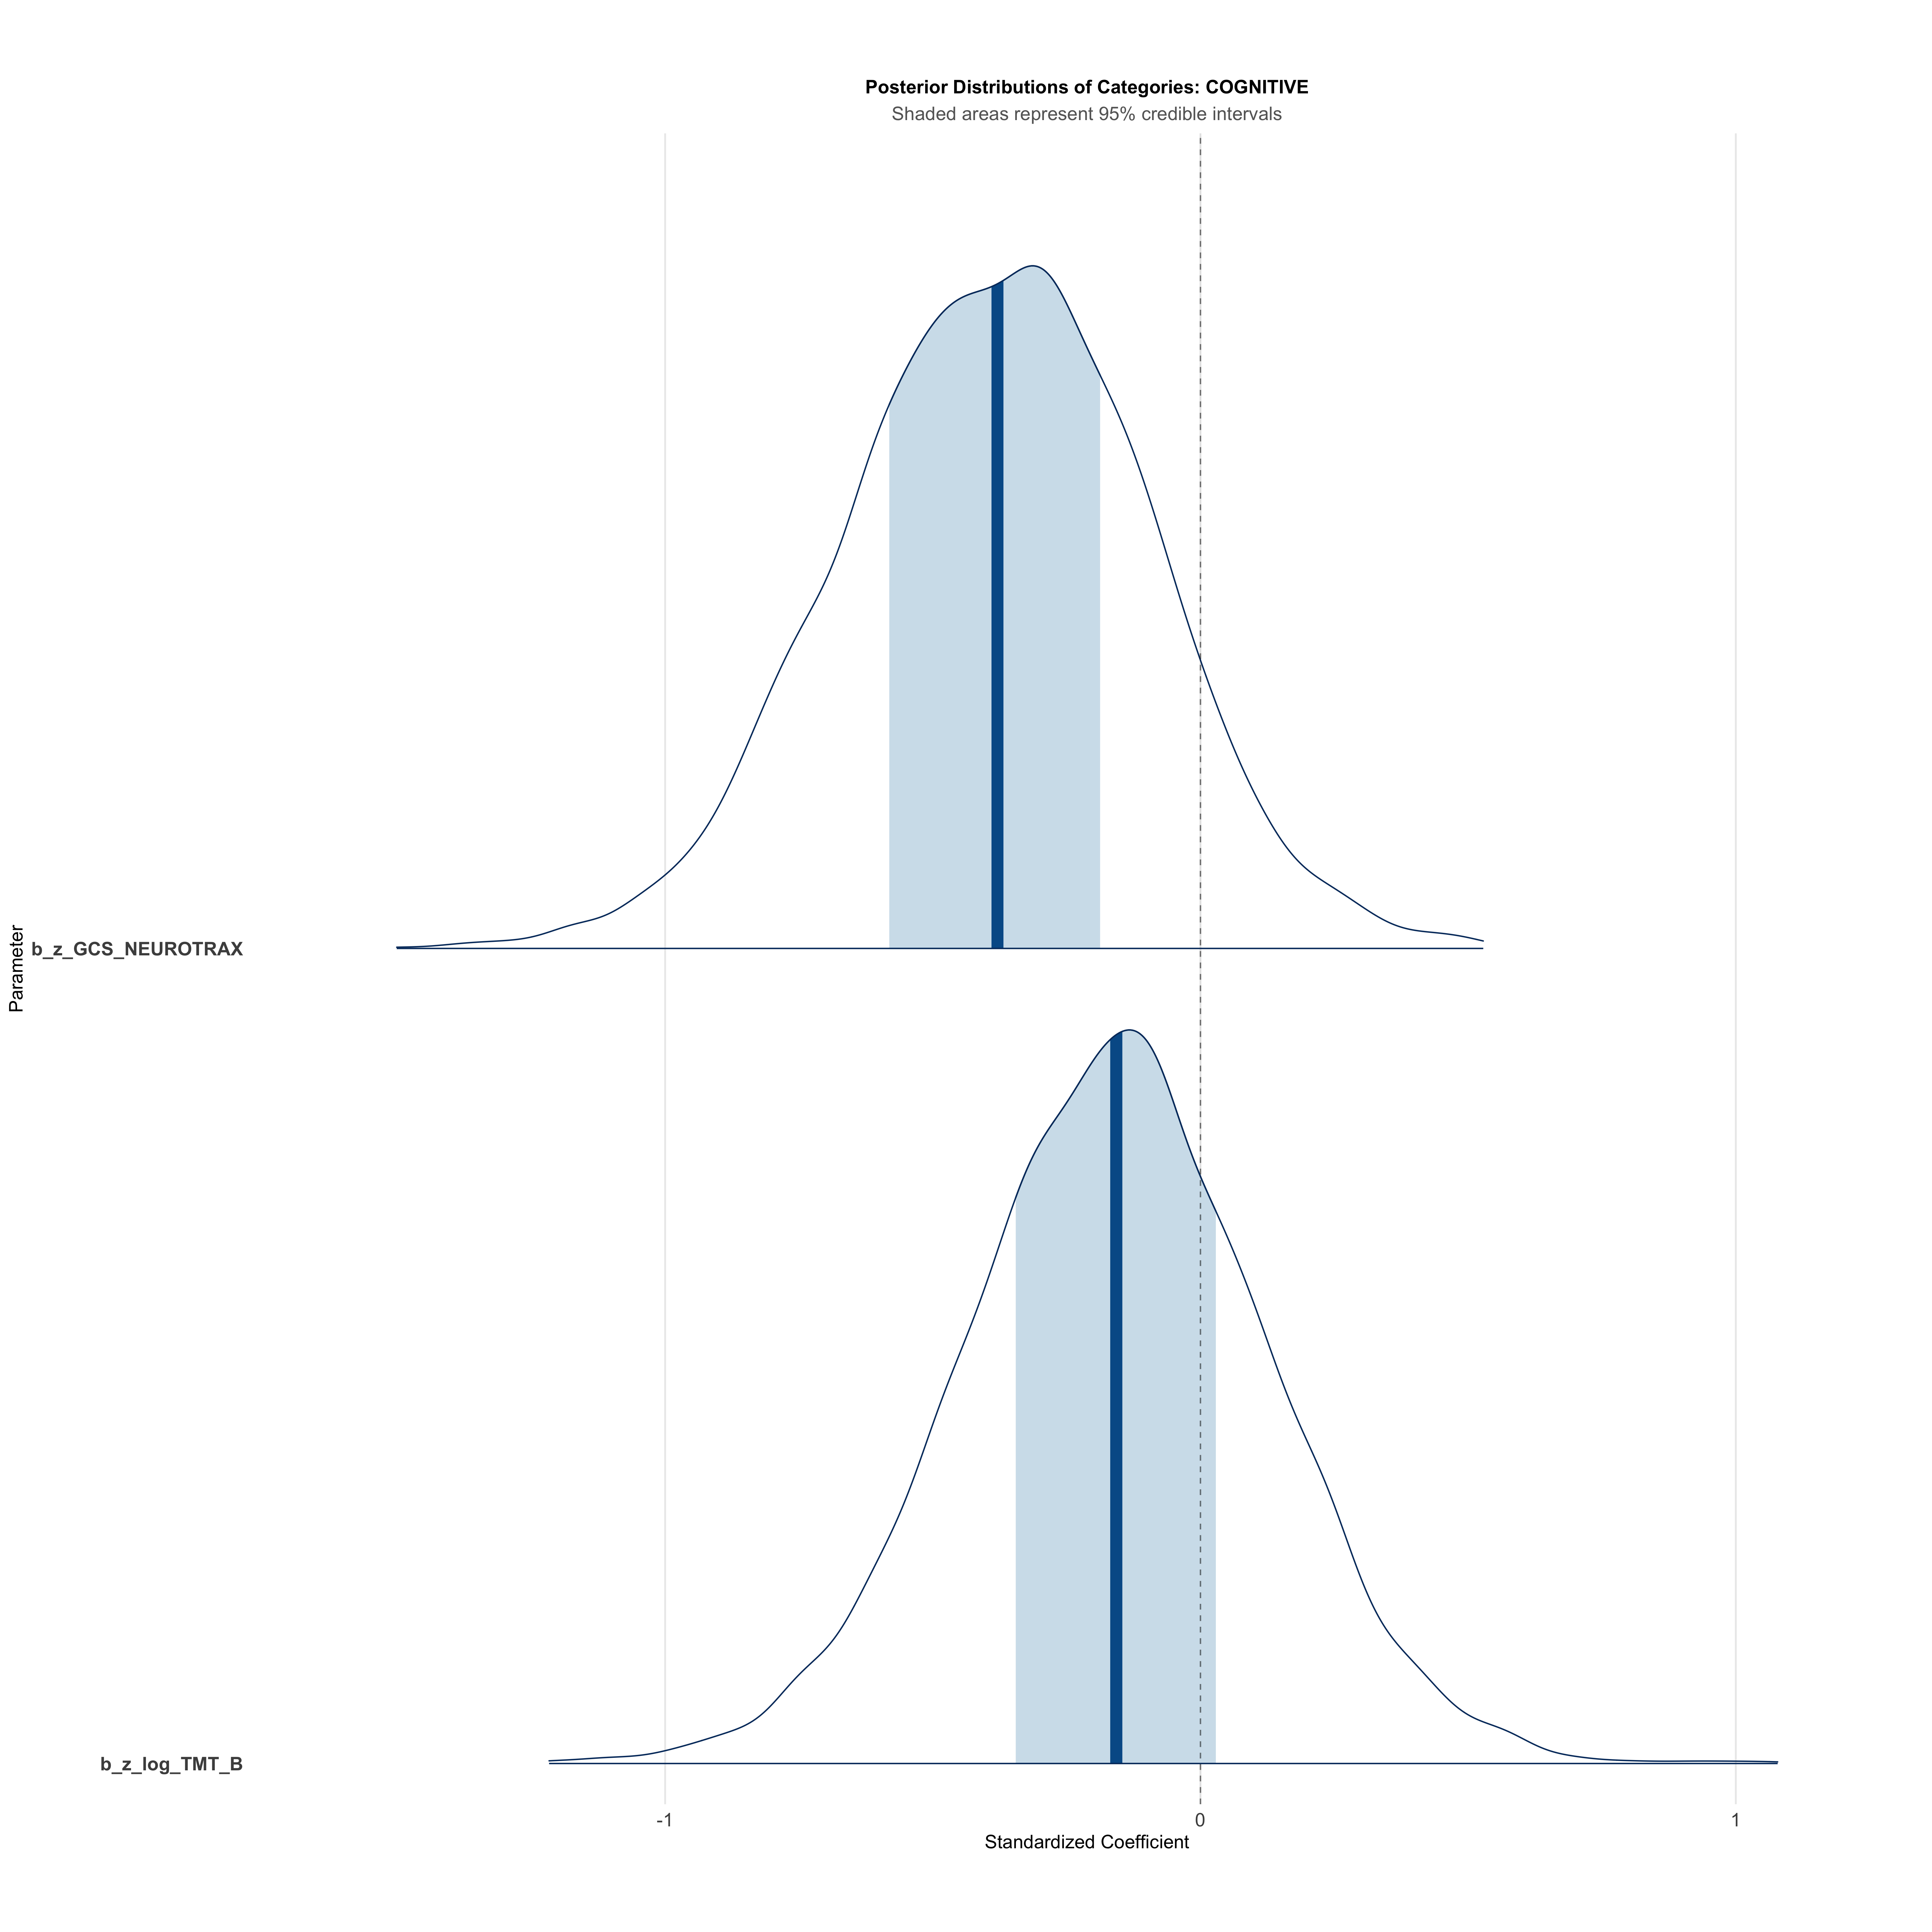 Posterior Distributions of Categories: COGNITIVE
Shaded areas represent 95% credible intervals
Parameter
b_z_GCS_NEUROTRAX
b_z_log_TMT_B
-1 0 1
Standardized Coefficient